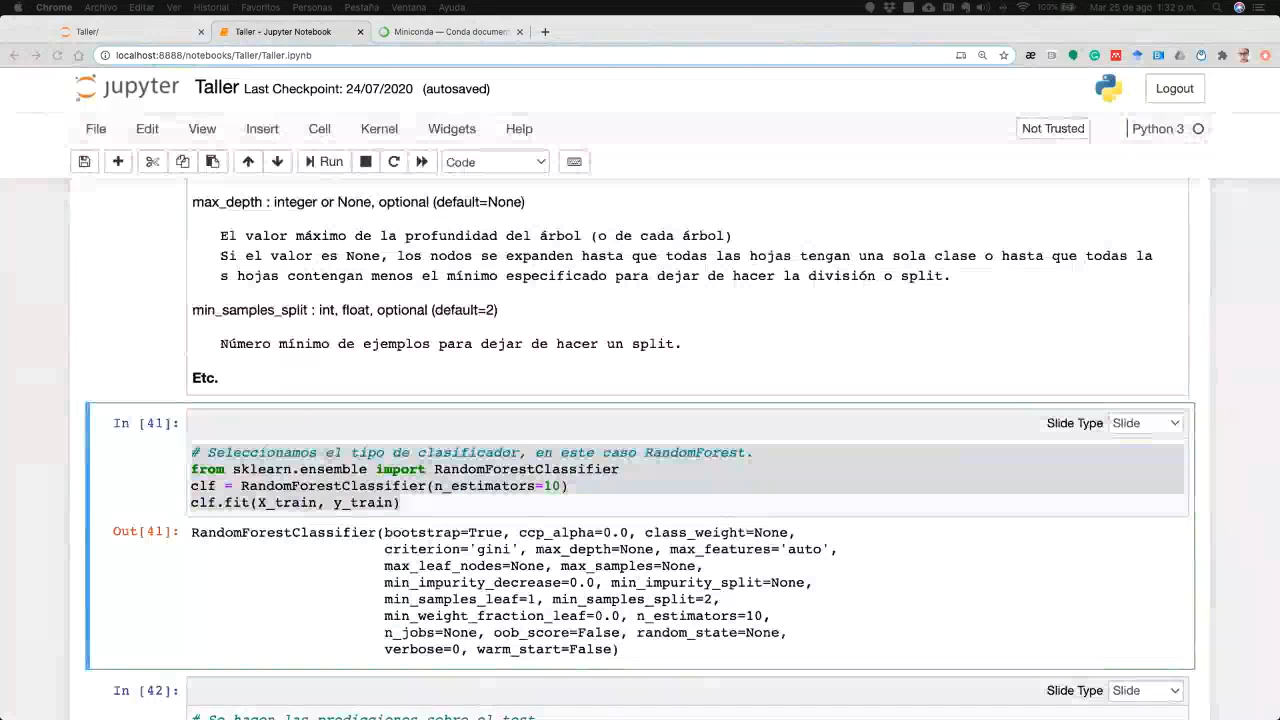 Chrome Archivo Editar Ver Historial Favoritos Personas Pestaña Ventana Ayuda 100% Mar 25 de ago 1:32 p.m.
Taller/ Taller - Jupyter Notebook Miniconda — Conda documen
localhost:8888/notebooks/Taller/Taller.ipynb
jupyter Taller Last Checkpoint: 24/07/2020 (autosaved) Logout
File Edit View Insert Cell Kernel Widgets Help Not Trusted Python 3
Run Code
max_depth : integer or None, optional (default=None)
El valor máximo de la profundidad del árbol (o de cada árbol)
Si el valor es None, los nodos se expanden hasta que todas las hojas tengan una sola clase o hasta que todas la
s hojas contengan menos el mínimo especificado para dejar de hacer la división o split.
min_samples_split : int, float, optional (default=2)
Número mínimo de ejemplos para dejar de hacer un split.
Etc.
In [41]: Slide Type Slide
# Seleccionamos el tipo de clasificador, en este caso RandomForest.
from sklearn.ensemble import RandomForestClassifier
clf = RandomForestClassifier(n_estimators=10)
clf.fit(X_train, y_train)
Out[41]: RandomForestClassifier(bootstrap=True, ccp_alpha=0.0, class_weight=None,
criterion='gini', max_depth=None, max_features='auto',
max_leaf_nodes=None, max_samples=None,
min_impurity_decrease=0.0, min_impurity_split=None,
min_samples_leaf=1, min_samples_split=2,
min_weight_fraction_leaf=0.0, n_estimators=10,
n_jobs=None, oob_score=False, random_state=None,
verbose=0, warm_start=False)
In [42]: Slide Type Slide
# Se hacen las predicciones sobre el test